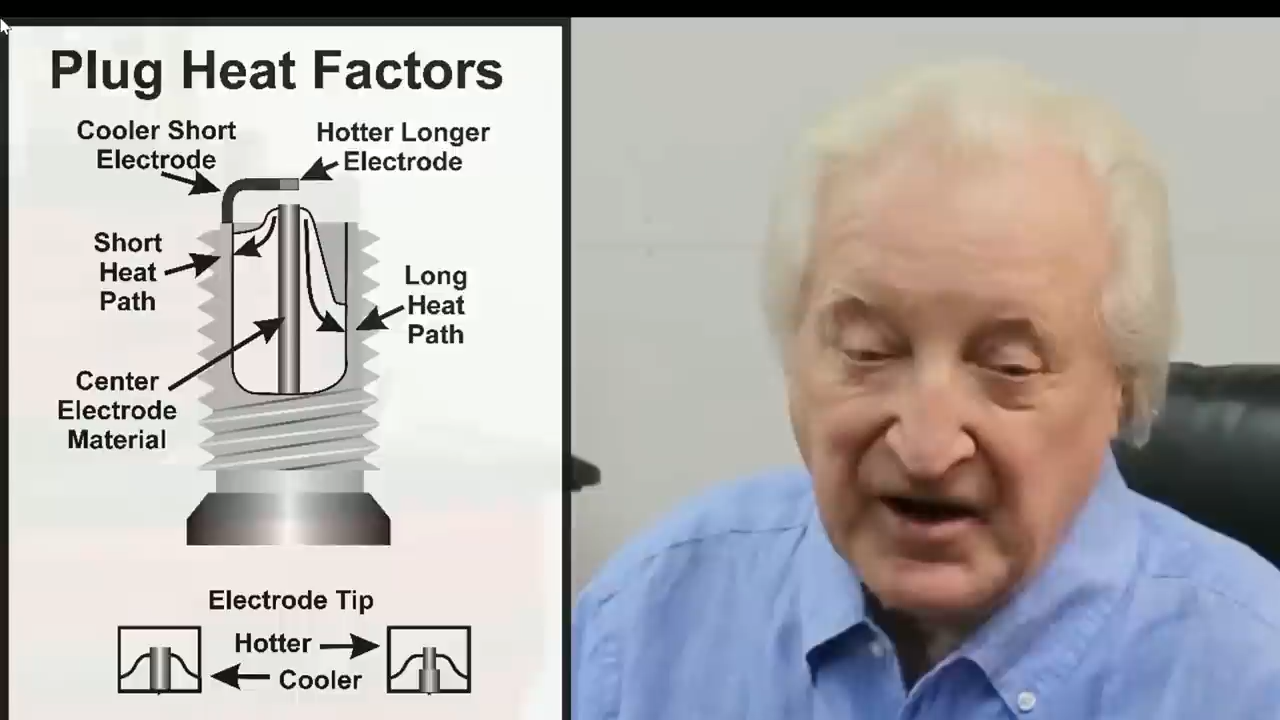 Plug Heat Factors
Cooler Short
Electrode
Hotter Longer
Electrode
Short
Heat
Path
Long
Heat
Path
Center
Electrode
Material
Electrode Tip
Hotter
Cooler